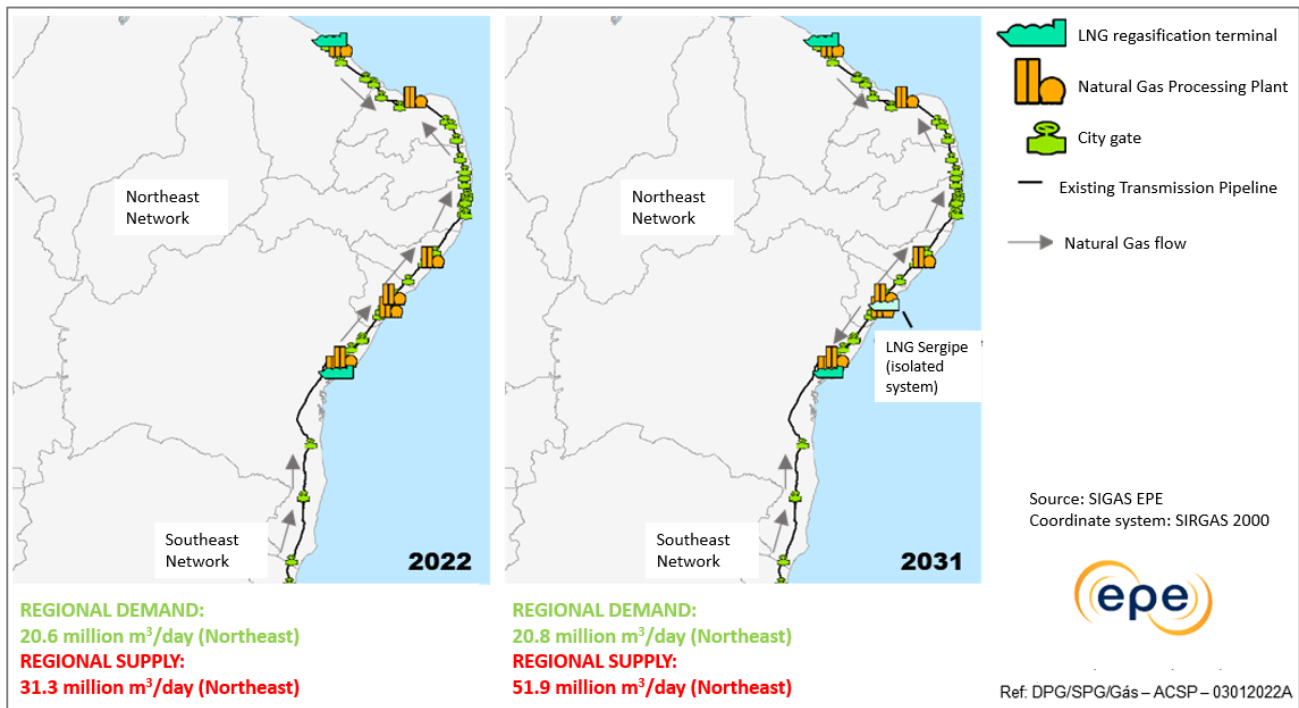 Northeast
Network
Southeast
Network
2022
REGIONAL DEMAND:
20.6 million m³/day (Northeast)
REGIONAL SUPPLY:
31.3 million m³/day (Northeast)
Northeast
Network
LNG Sergipe
(isolated
system)
Southeast
Network
2031
REGIONAL DEMAND:
20.8 million m³/day (Northeast)
REGIONAL SUPPLY:
51.9 million m³/day (Northeast)
LNG regasification terminal
Natural Gas Processing Plant
City gate
Existing Transmission Pipeline
Natural Gas flow
Source: SIGAS EPE
Coordinate system: SIRGAS 2000
epe
Ref: DPG/SPG/Gás – ACSP – 03012022A